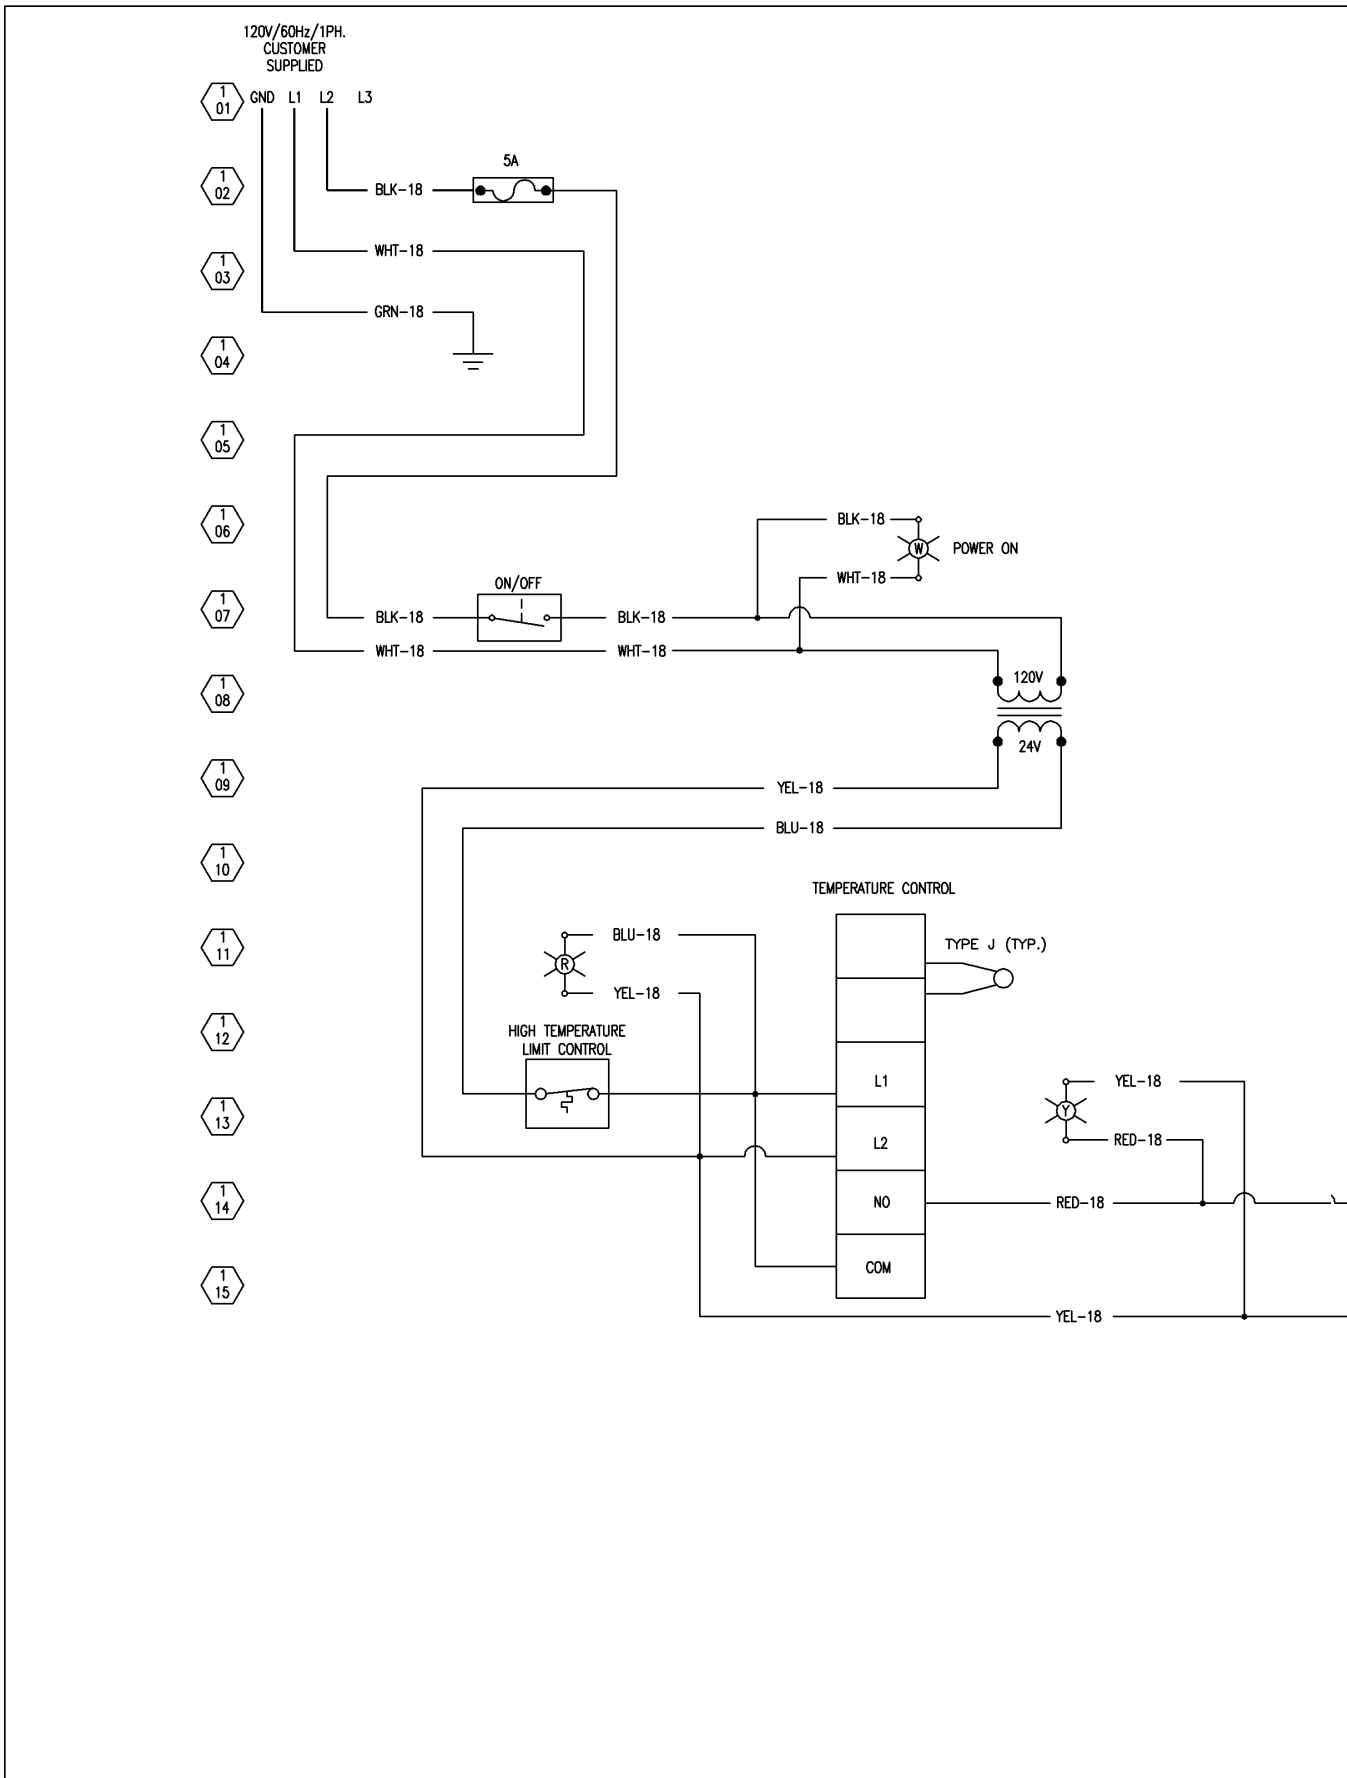 120V/60Hz/1PH.
CUSTOMER
SUPPLIED
1
01
GND L1 L2 L3
1
02
5A
BLK-18
1
03
WHT-18
GRN-18
1
04
1
05
1
06
BLK-18
W
POWER ON
WHT-18
1
07
ON/OFF
BLK-18
BLK-18
WHT-18
WHT-18
1
08
120V
24V
1
09
YEL-18
BLU-18
1
10
TEMPERATURE CONTROL
1
11
BLU-18
R
YEL-18
TYPE J (TYP.)
1
12
HIGH TEMPERATURE
LIMIT CONTROL
L1
YEL-18
1
13
Y
L2
RED-18
1
14
NO
RED-18
1
15
COM
YEL-18